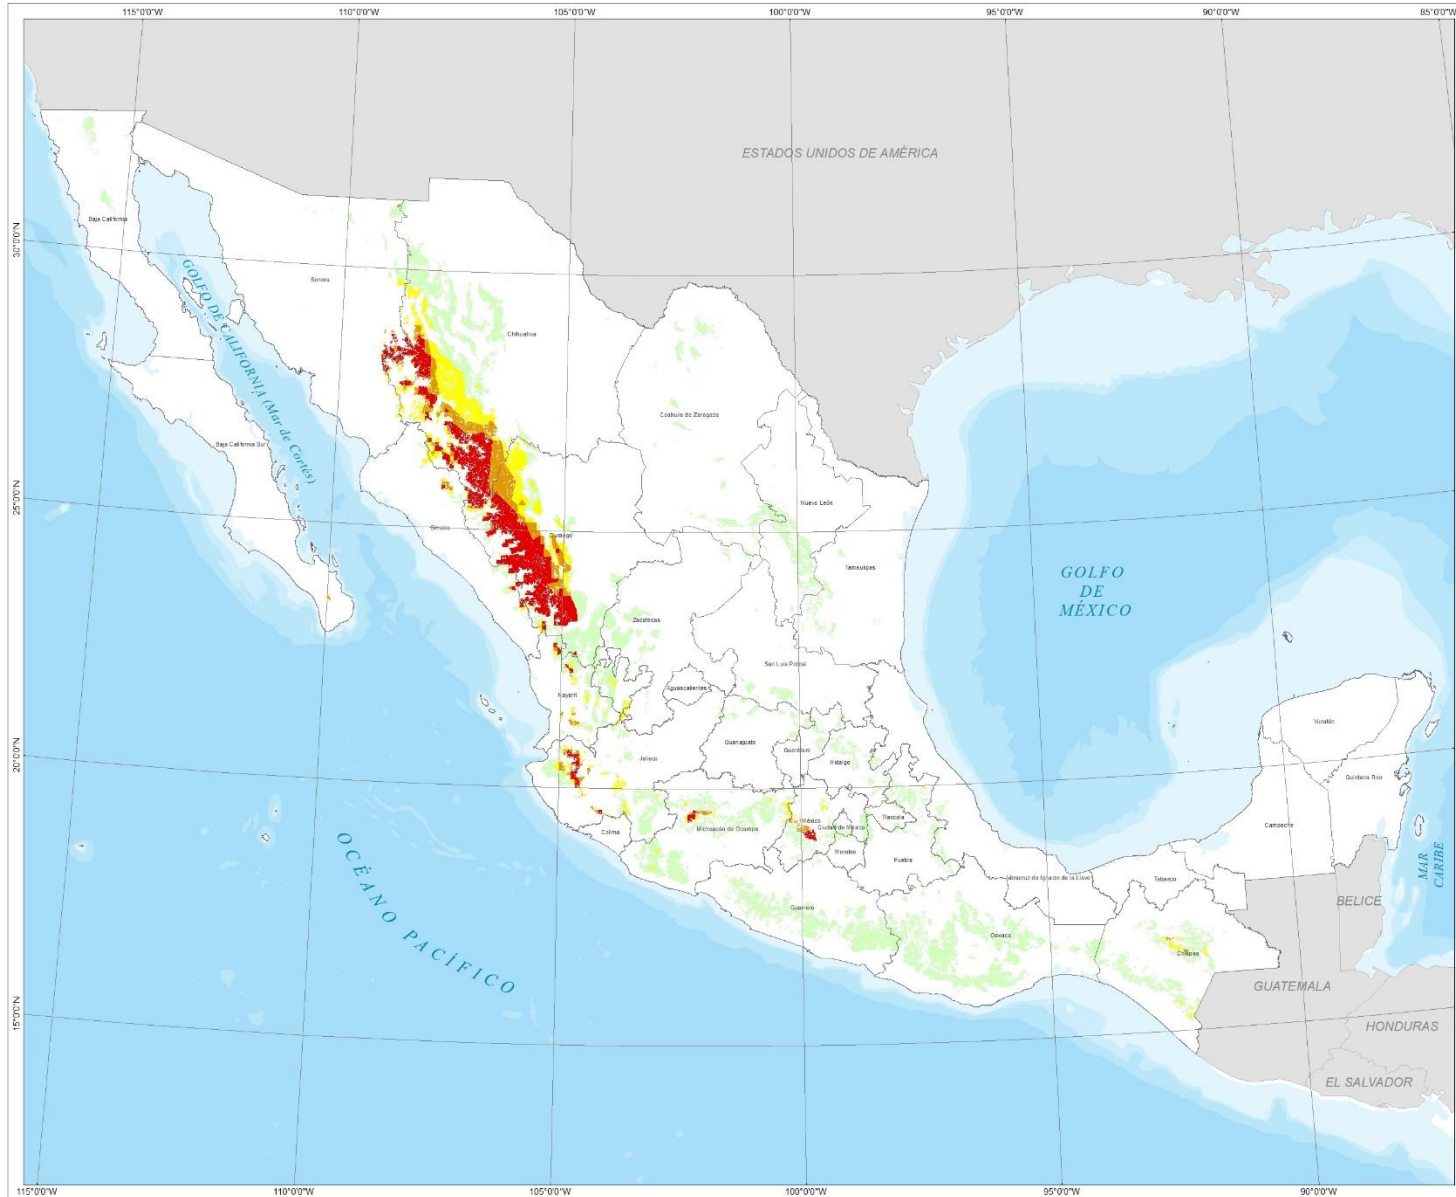 115°0'0"W
110°0'0"W
105°0'0"W
100°0'0"W
95°0'0"W
90°0'0"W
85°0'0"W
ESTADOS UNIDOS DE AMÉRICA
Baja California
30°0'0"N
GOLFO DE CALIFORNIA (Mar de Cortés)
Sonora
Chihuahua
Coahuila de Zaragoza
Baja California Sur
25°0'0"N
Nuevo León
Sinaloa
Durango
Tamaulipas
GOLFO
DE
MÉXICO
Zacatecas
San Luis Potosí
Aguascalientes
Nayarit
Yucatán
20°0'0"N
Guanajuato
Querétaro
Hidalgo
Jalisco
Quintana Roo
México
Ciudad de México
Tlaxcala
Michoacán de Ocampo
Colima
Campeche
Morelos
Puebla
Veracruz de Ignacio de la Llave
Tabasco
MAR
CARIBE
OCÉANO PACÍFICO
BELICE
Guerrero
Oaxaca
Chiapas
15°0'0"N
GUATEMALA
HONDURAS
EL SALVADOR
115°0'0"W
110°0'0"W
105°0'0"W
100°0'0"W
95°0'0"W
90°0'0"W